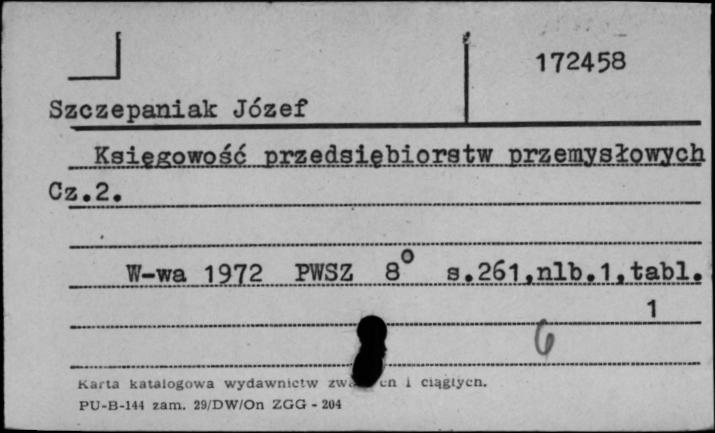 172458
Szczepaniak Józef
Księgowość przedsiębiorstw przemysłowych
Cz.2.
W-wa 1972 PWSZ 8° s.261,nlb.1,tabl.
1
6
Karta katalogowa wydawnictw i ciągłych.
PU-B-144 zam. 29/DW/On ZGG - 204